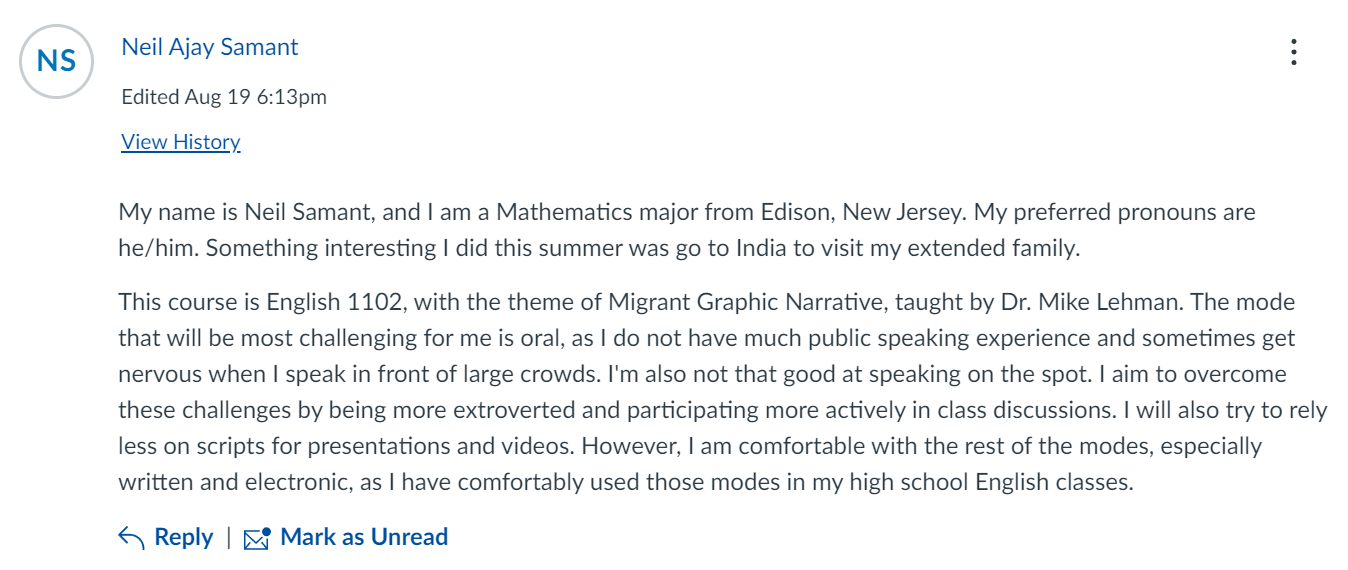 NS
Neil Ajay Samant
Edited Aug 19 6:13pm
View History
My name is Neil Samant, and I am a Mathematics major from Edison, New Jersey. My preferred pronouns are
he/him. Something interesting I did this summer was go to India to visit my extended family.
This course is English 1102, with the theme of Migrant Graphic Narrative, taught by Dr. Mike Lehman. The mode
that will be most challenging for me is oral, as I do not have much public speaking experience and sometimes get
nervous when I speak in front of large crowds. I'm also not that good at speaking on the spot. I aim to overcome
these challenges by being more extroverted and participating more actively in class discussions. I will also try to rely
less on scripts for presentations and videos. However, I am comfortable with the rest of the modes, especially
written and electronic, as I have comfortably used those modes in my high school English classes.
Reply | Mark as Unread